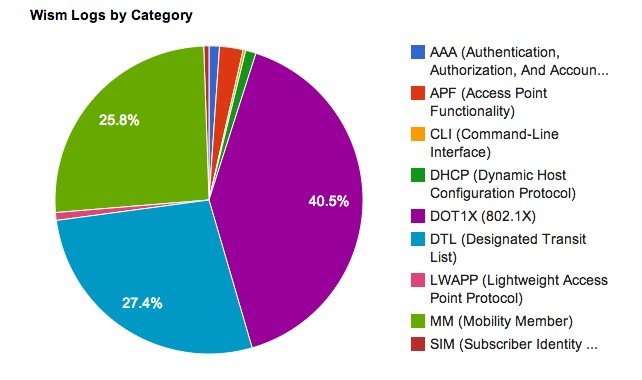 Wism Logs by Category
25.8%
40.5%
27.4%
AAA (Authentication,
Authorization, And Accoun...
APF (Access Point
Functionality)
CLI (Command-Line
Interface)
DHCP (Dynamic Host
Configuration Protocol)
DOT1X (802.1X)
DTL (Designated Transit
List)
LWAPP (Lightweight Access
Point Protocol)
MM (Mobility Member)
SIM (Subscriber Identity ...